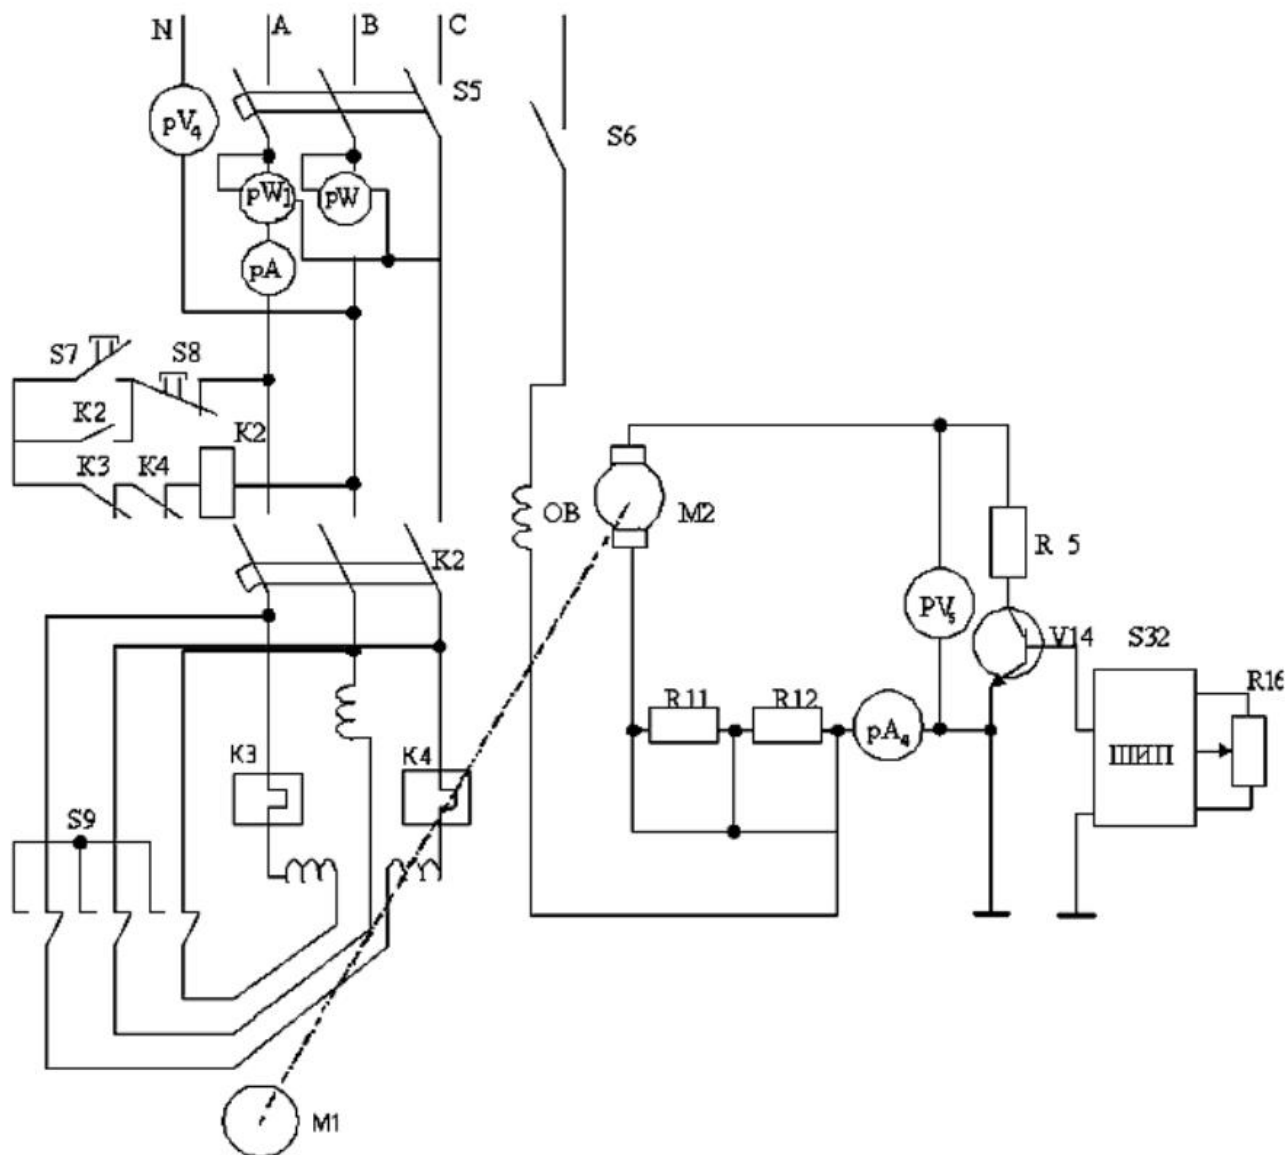 N A B C
S5
pV4
S6
pW1 pW
pA
S7 S8
K2 K2
K3 K4
OB M2
R 5
K2
PV5
V14 S32
R11 R12 R16
pA4
ШИП
K3 K4
S9
M1